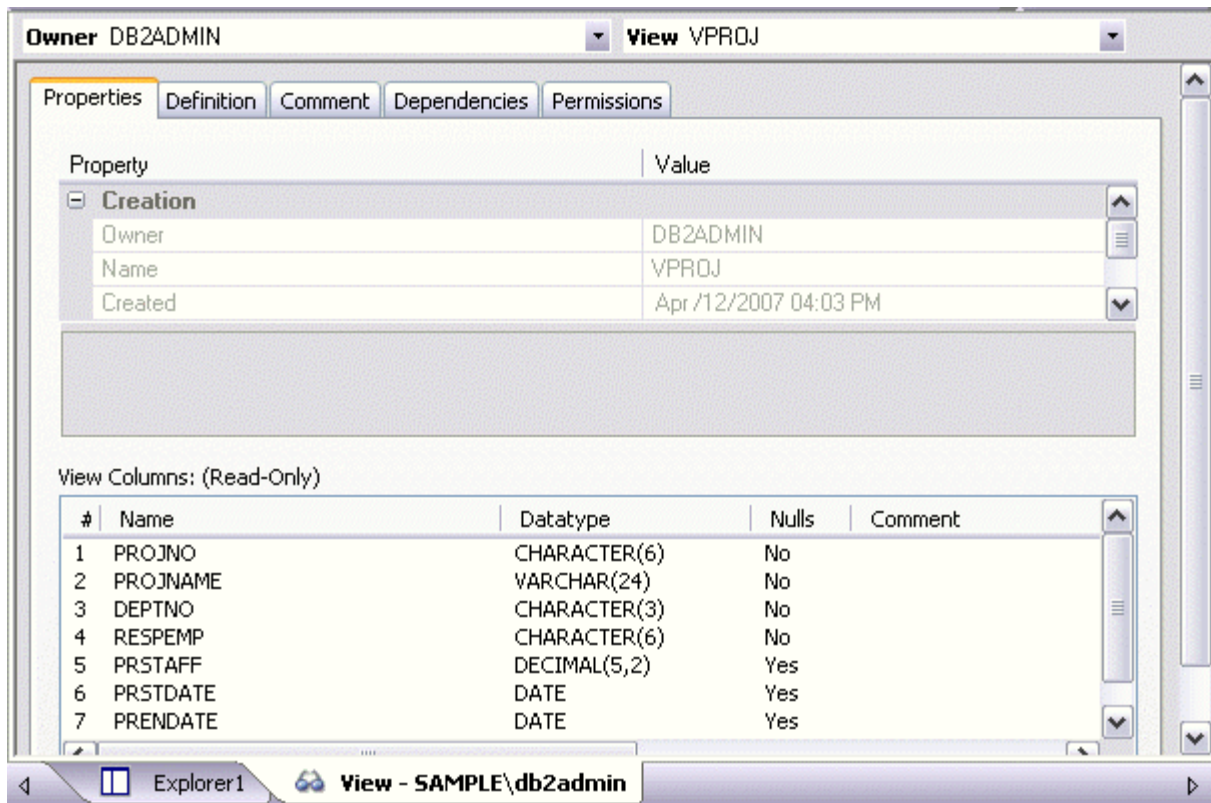 Owner DB2ADMIN View VPROJ
Properties Definition Comment Dependencies Permissions
Property Value
Creation
Owner DB2ADMIN
Name VPROJ
Created Apr /12/2007 04:03 PM
View Columns: (Read-Only)
# Name Datatype Nulls Comment
1 PROJNO CHARACTER(6) No
2 PROJNAME VARCHAR(24) No
3 DEPTNO CHARACTER(3) No
4 RESPEMP CHARACTER(6) No
5 PRSTAFF DECIMAL(5,2) Yes
6 PRSTDATE DATE Yes
7 PRENDATE DATE Yes
Explorer1 View - SAMPLE\db2admin